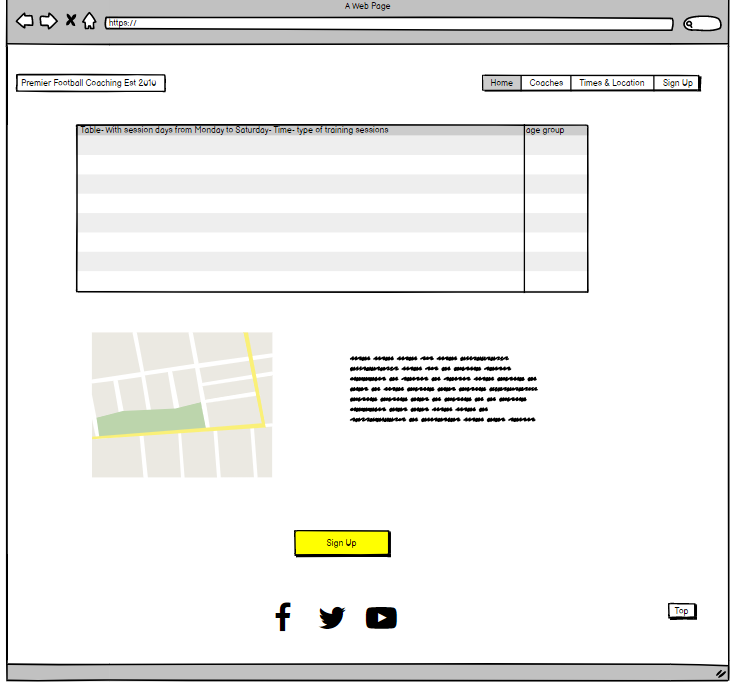 A Web Page
https://
Premier Football Coaching Est 2010
Home Coaches Times & Location Sign Up
Table- With session days from Monday to Saturday- Time- type of training sessions age group
Sign Up
Top